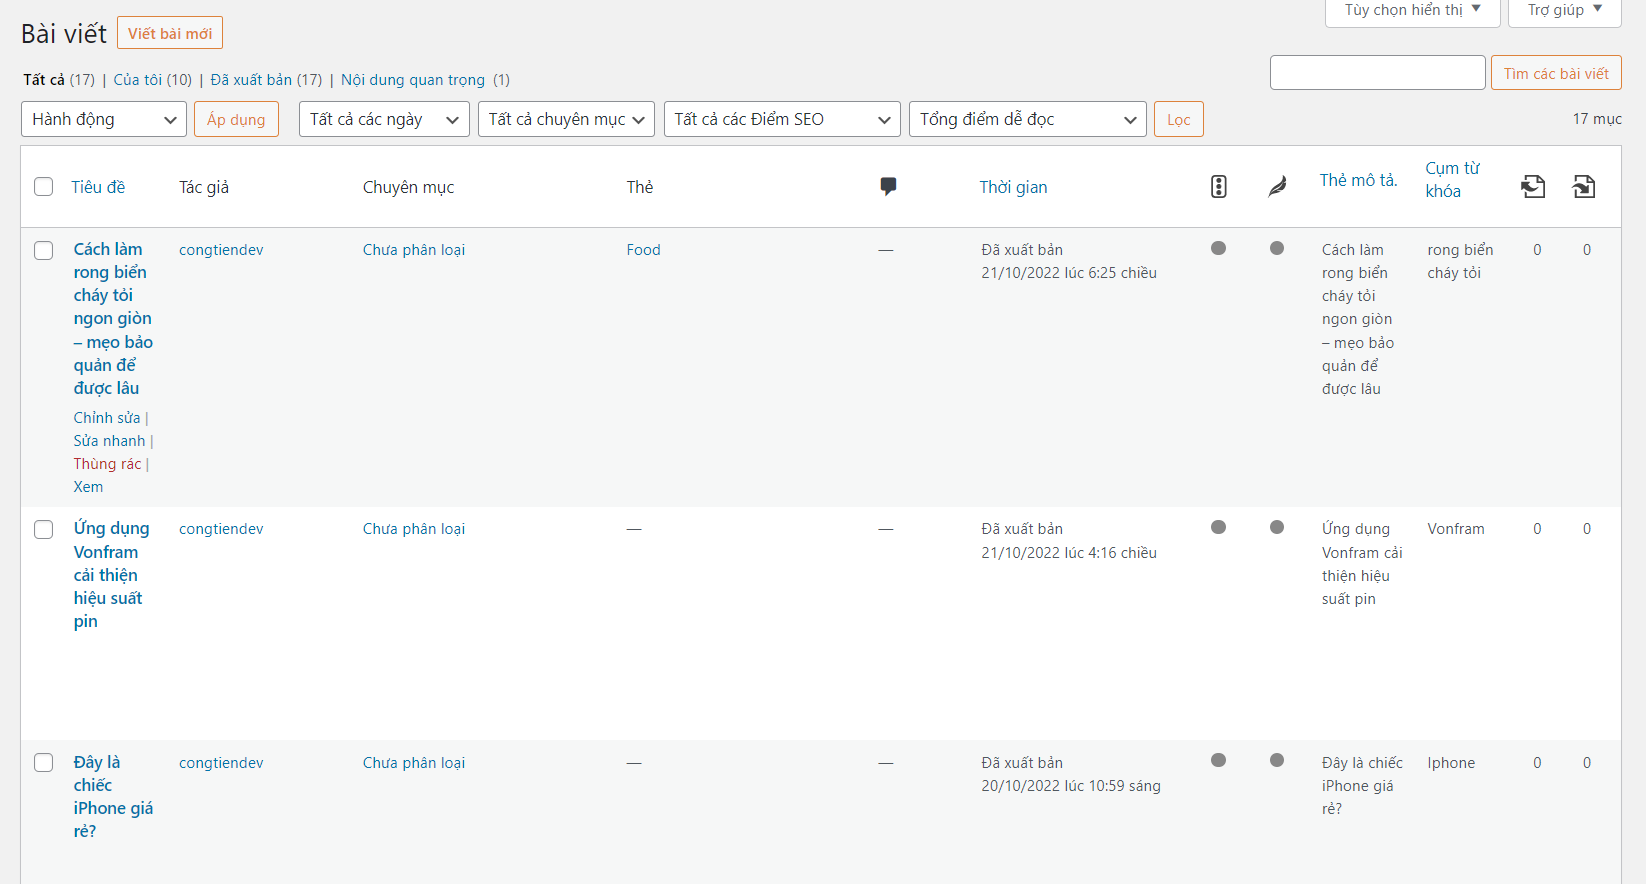 Tùy chọn hiển thị ▼ Trợ giúp ▼
Bài viết Viết bài mới
Tất cả (17) | Của tôi (10) | Đã xuất bản (17) | Nội dung quan trọng (1)
Tìm các bài viết
Hành động Áp dụng Tất cả các ngày Tất cả chuyên mục Tất cả các Điểm SEO Tổng điểm dễ đọc Lọc 17 mục
Tiêu đề Tác giả Chuyên mục Thẻ Thời gian Thẻ mô tả. Cụm từ
khóa
Cách làm congtiendev Chưa phân loại Food — Đã xuất bản Cách làm rong biển 0 0
rong biển 21/10/2022 lúc 6:25 chiều rong biển cháy tỏi
cháy tỏi cháy tỏi
ngon giòn ngon giòn
– mẹo bảo – mẹo bảo
quản để quản để
được lâu được lâu
Chỉnh sửa |
Sửa nhanh |
Thùng rác |
Xem
Ứng dụng congtiendev Chưa phân loại — — Đã xuất bản Ứng dụng Vonfram 0 0
Vonfram 21/10/2022 lúc 4:16 chiều Vonfram cải
cải thiện thiện hiệu
hiệu suất suất pin
pin
Đây là congtiendev Chưa phân loại — — Đã xuất bản Đây là chiếc Iphone 0 0
chiếc 20/10/2022 lúc 10:59 sáng iPhone giá
iPhone giá rẻ?
rẻ?